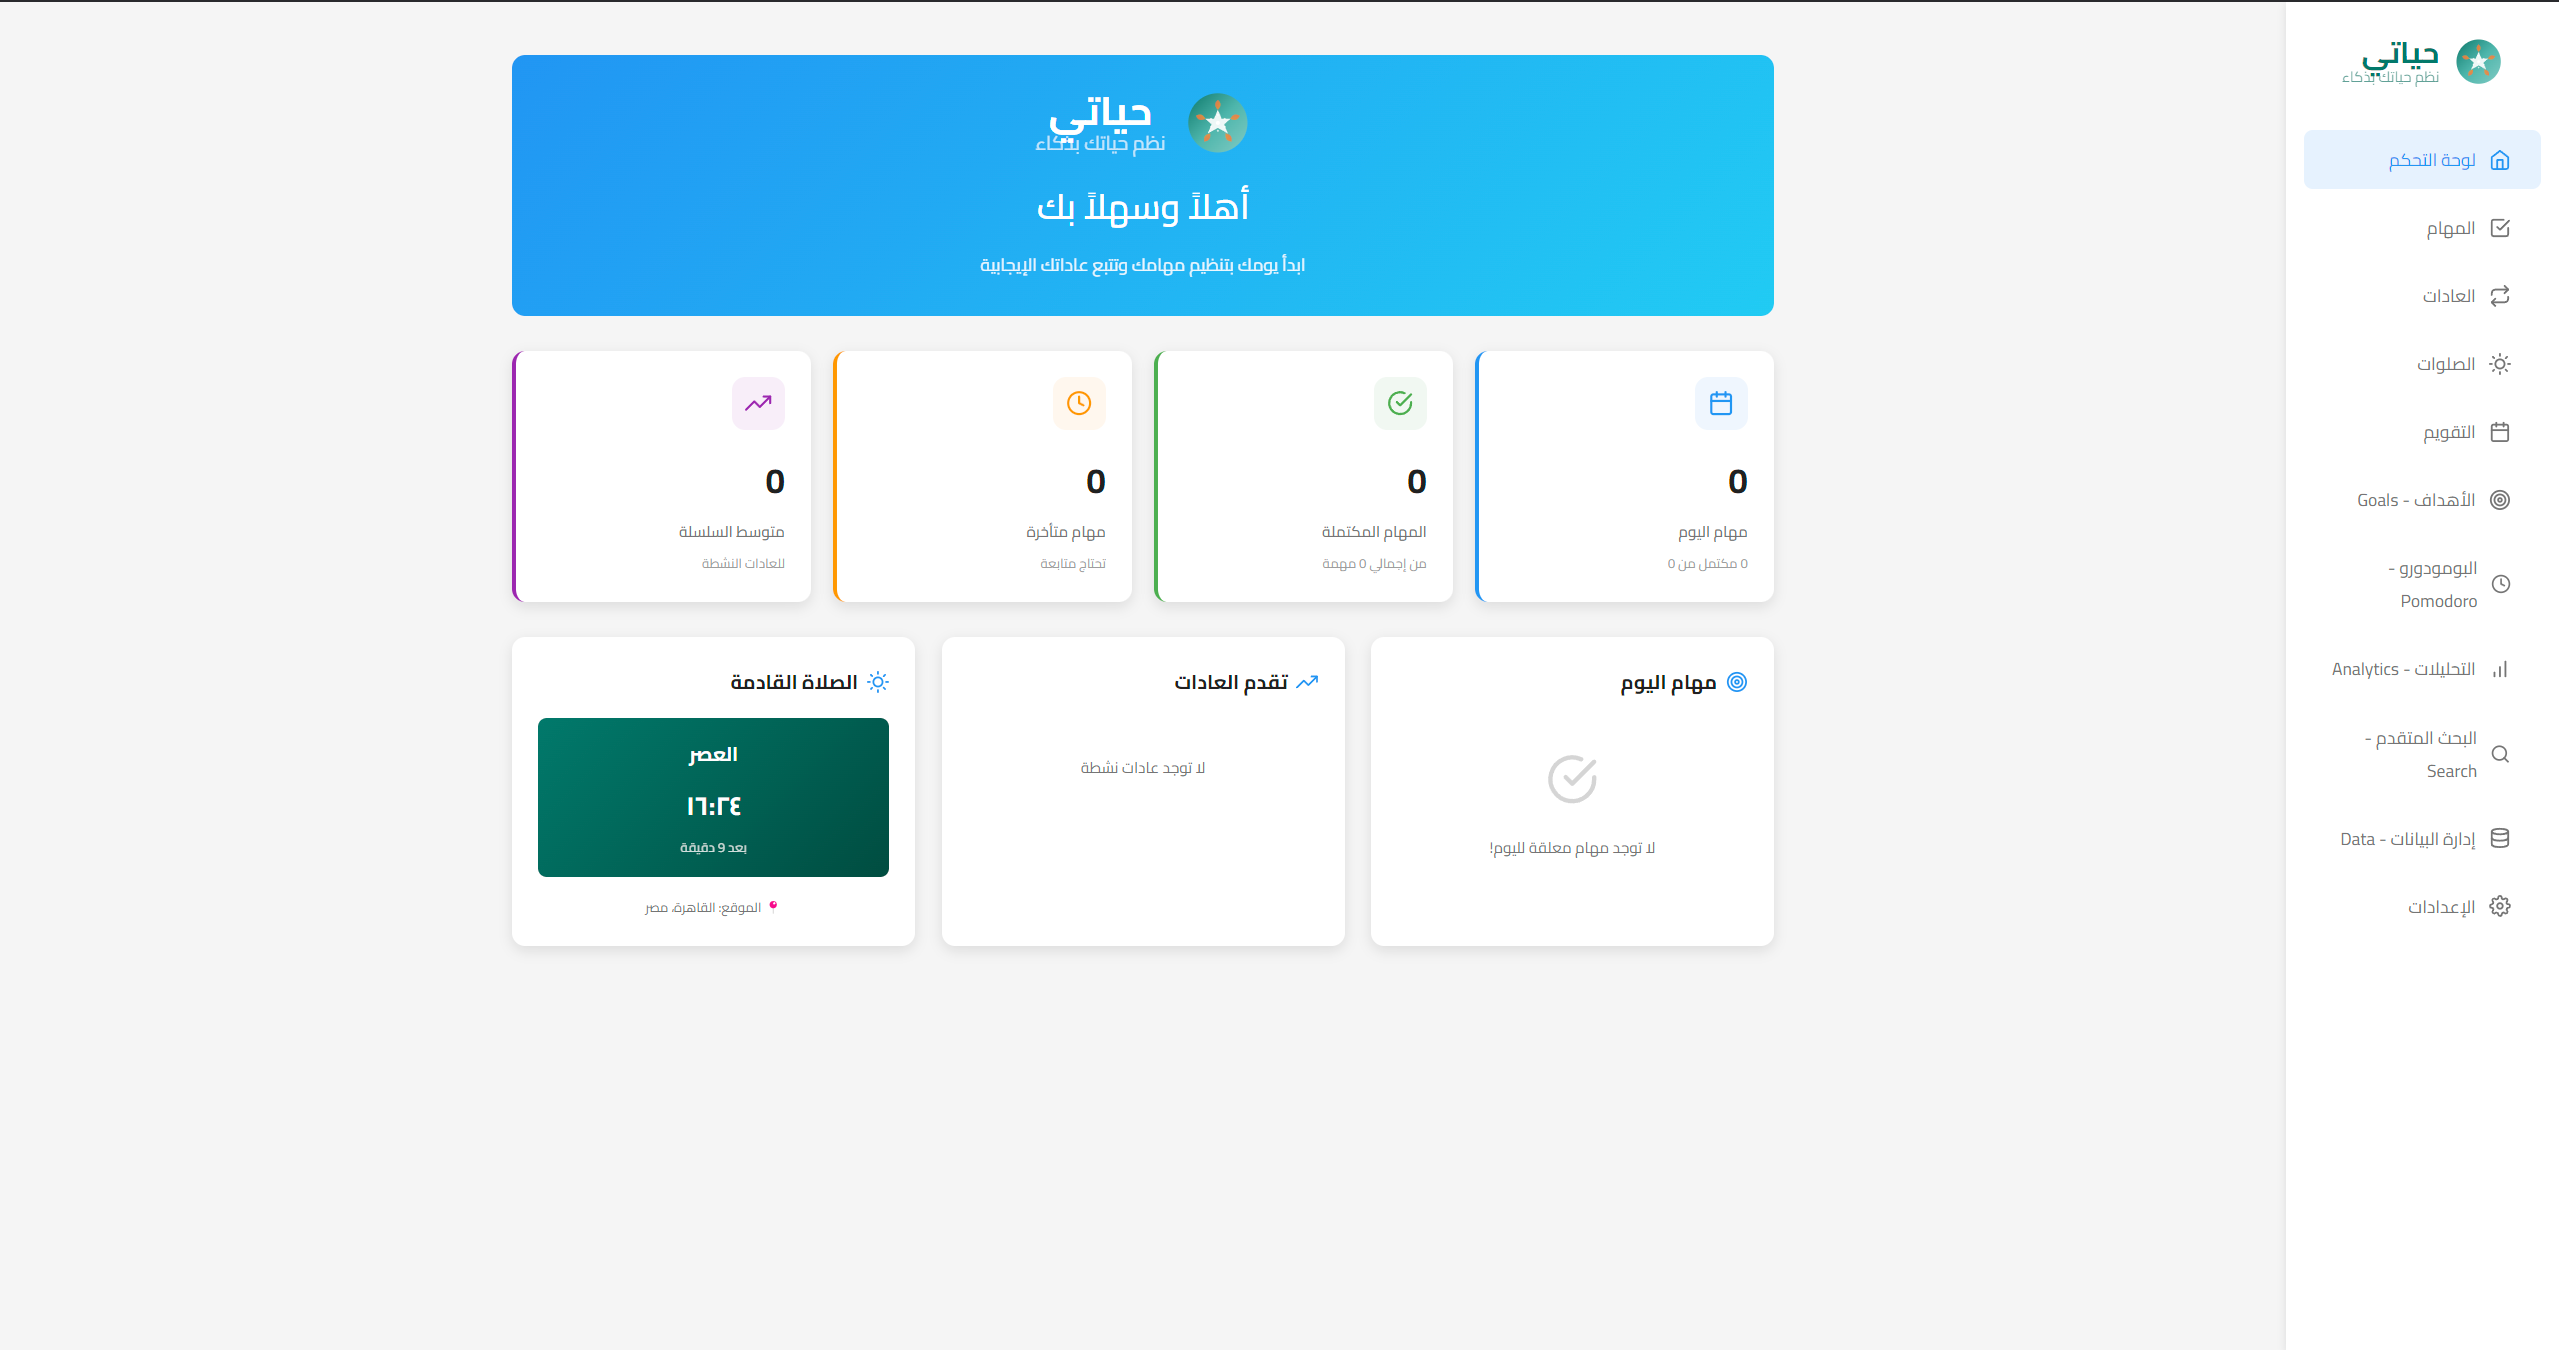 حياتي
نظم حياتك بذكاء
لوحة التحكم
المهام
العادات
الصلوات
التقويم
الأهداف - Goals
البومودورو -
Pomodoro
التحليلات - Analytics
البحث المتقدم -
Search
إدارة البيانات - Data
الإعدادات
حياتي
نظم حياتك بذكاء
أهلاً وسهلاً بك
ابدأ يومك بتنظيم مهامك وتتبع عاداتك الإيجابية
0
مهام اليوم
0 مكتمل من 0
0
المهام المكتملة
من إجمالي 0 مهمة
0
مهام متأخرة
تحتاج متابعة
0
متوسط السلسلة
للعادات النشطة
مهام اليوم
لا توجد مهام معلقة لليوم!
تقدم العادات
لا توجد عادات نشطة
الصلاة القادمة
العصر
١٦:٢٤
بعد 9 دقيقة
الموقع: القاهرة، مصر